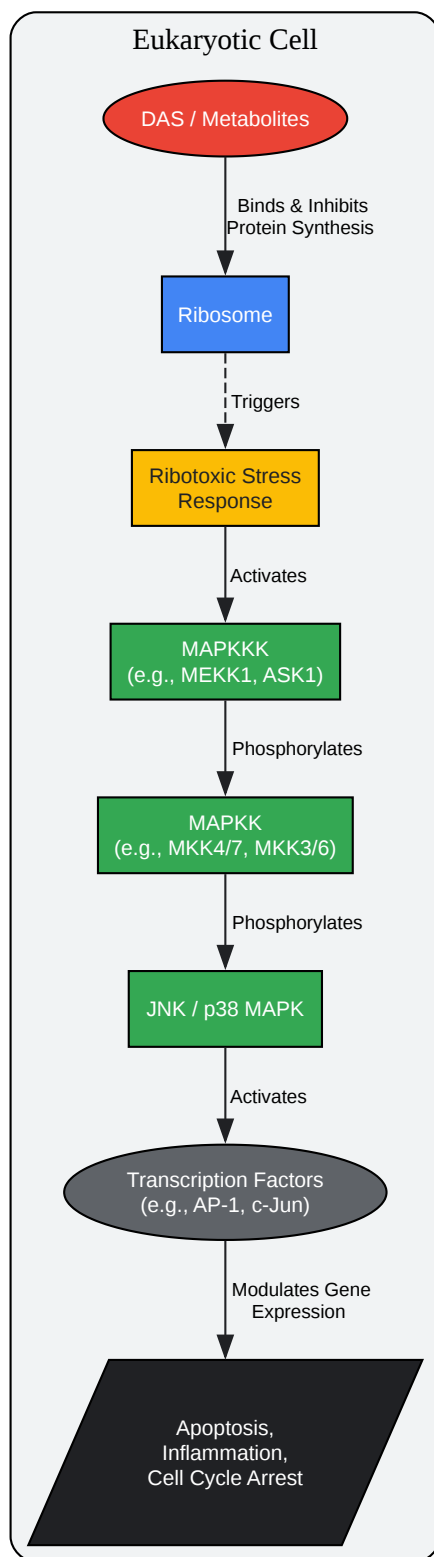 Eukaryotic Cell
DAS / Metabolites
Binds & Inhibits
Protein Synthesis
Ribosome
Triggers
Ribotoxic Stress
Response
Activates
MAPKKK
(e.g., MEKK1, ASK1)
Phosphorylates
MAPKK
(e.g., MKK4/7, MKK3/6)
Phosphorylates
JNK / p38 MAPK
Activates
Transcription Factors
(e.g., AP-1, c-Jun)
Modulates Gene
Expression
Apoptosis,
Inflammation,
Cell Cycle Arrest